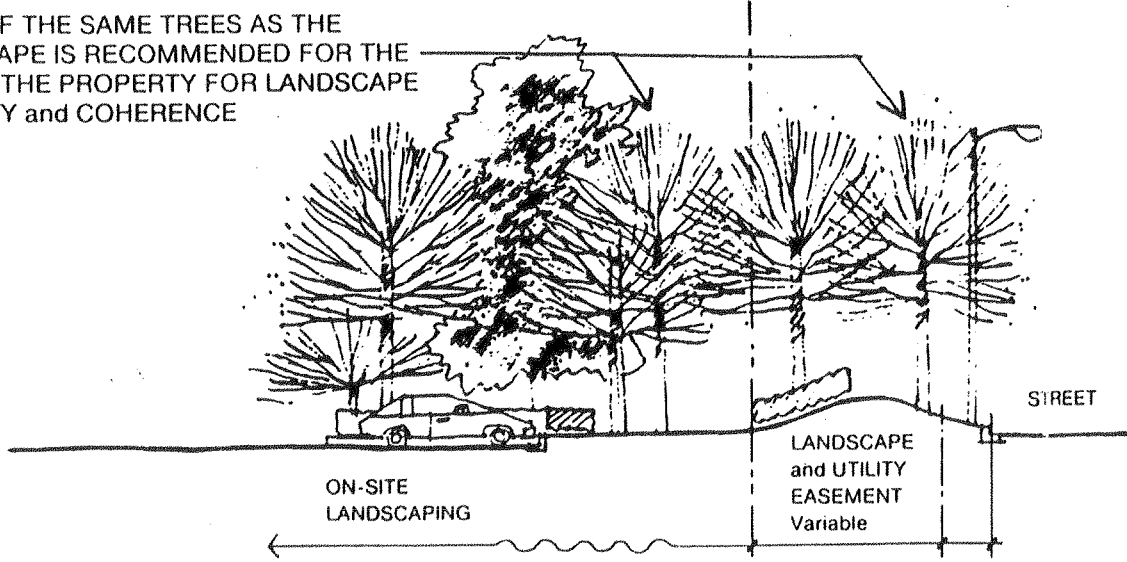 F THE SAME TREES AS THE
APE IS RECOMMENDED FOR THE
THE PROPERTY FOR LANDSCAPE
Y and COHERENCE
STREET
LANDSCAPE
and UTILITY
EASEMENT
Variable
ON-SITE
LANDSCAPING